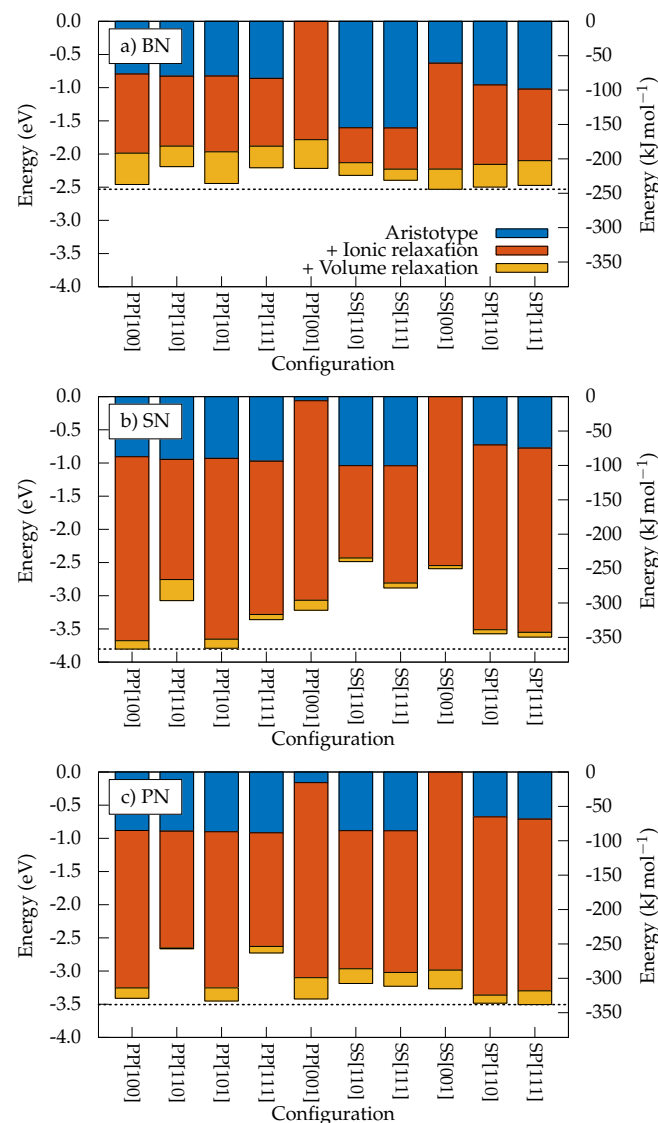 a) BN
0.0
-0.5
-1.0
-1.5
-2.0
-2.5
-3.0
-3.5
-4.0
Energy (eV)
0
-50
-100
-150
-200
-250
-300
-350
Energy (kJ mol−1)
Aristotype
+ Ionic relaxation
+ Volume relaxation
PP[100]
PP[110]
PP[101]
PP[111]
PP[001]
SS[110]
SS[111]
SS[001]
SP[110]
SP[111]
Configuration
b) SN
0.0
-0.5
-1.0
-1.5
-2.0
-2.5
-3.0
-3.5
-4.0
Energy (eV)
0
-50
-100
-150
-200
-250
-300
-350
Energy (kJ mol−1)
PP[100]
PP[110]
PP[101]
PP[111]
PP[001]
SS[110]
SS[111]
SS[001]
SP[110]
SP[111]
Configuration
c) PN
0.0
-0.5
-1.0
-1.5
-2.0
-2.5
-3.0
-3.5
-4.0
Energy (eV)
0
-50
-100
-150
-200
-250
-300
-350
Energy (kJ mol−1)
PP[100]
PP[110]
PP[101]
PP[111]
PP[001]
SS[110]
SS[111]
SS[001]
SP[110]
SP[111]
Configuration